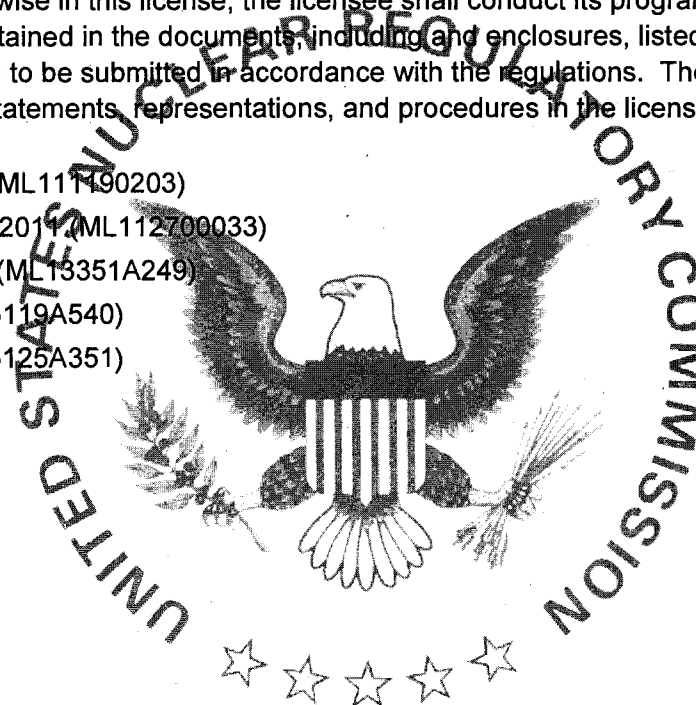 wise in this license, the licensee shall conduct its program
tained in the documents, including and enclosures, listed
to be submitted in accordance with the regulations. The
statements, representations, and procedures in the licens
ML111190203)
2011 (ML112700033)
(ML13351A249)
119A540)
125A351)
UNITED STATES NUCLEAR REGULATORY COMMISSION